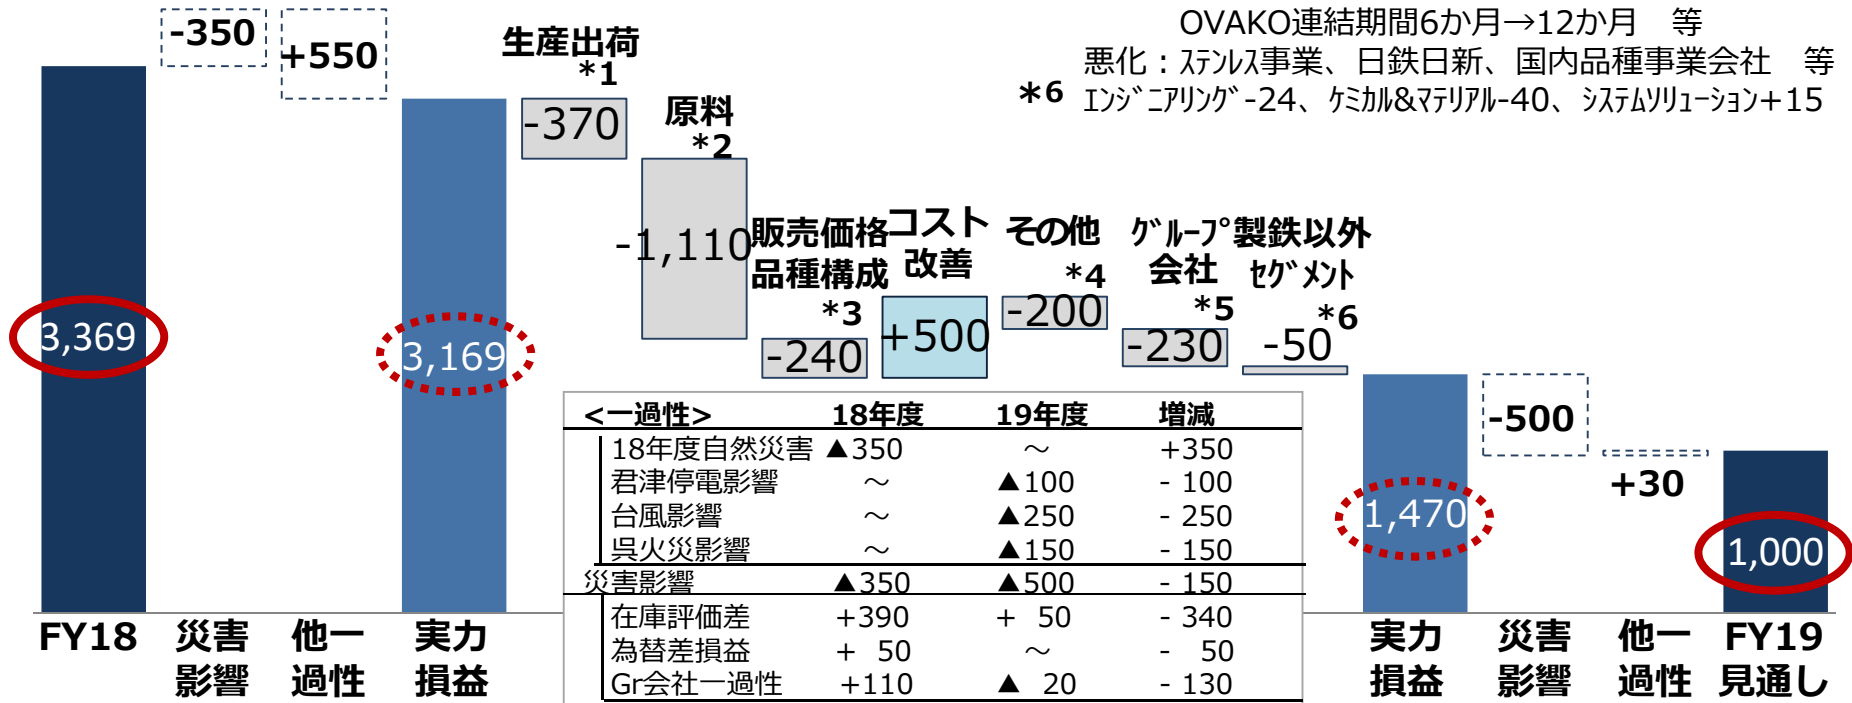 OVAKO連結期間6か月→12か月　等
悪化：ｽﾃﾝﾚｽ事業、日鉄日新、国内品種事業会社　等
*6 ｴﾝｼﾞﾆｱﾘﾝｸﾞ-24、ｹﾐｶﾙ&ﾏﾃﾘｱﾙ-40、ｼｽﾃﾑｿﾘｭｰｼｮﾝ+15
-350
+550
生産出荷
*1
-370
原料
*2
-1,110
販売価格
品種構成
*3
-240
コスト
改善
+500
その他
*4
-200
ｸﾞﾙｰﾌﾟ
会社
*5
-230
製鉄以外
ｾｸﾞﾒﾝﾄ
*6
-50
3,369
3,169
1,470
-500
+30
1,000
<一過性> 18年度 19年度 増減
18年度自然災害 ▲350 ～ +350
君津停電影響 ～ ▲100 - 100
台風影響 ～ ▲250 - 250
呉火災影響 ～ ▲150 - 150
災害影響 ▲350 ▲500 - 150
在庫評価差 +390 + 50 - 340
為替差損益 + 50 ～ - 50
Gr会社一過性 +110 ▲ 20 - 130
FY18
災害
影響
他一
過性
実力
損益
実力
損益
災害
影響
他一
過性
FY19
見通し